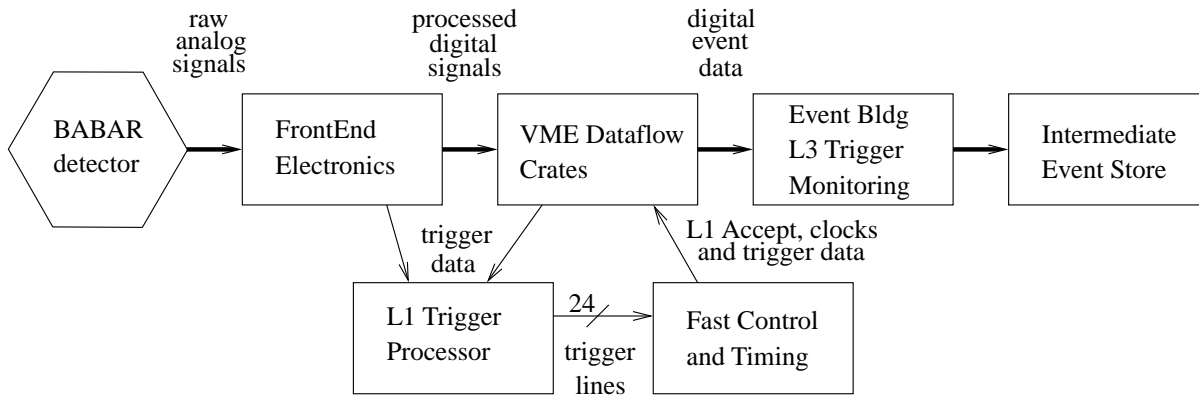 raw
analog
signals
processed
digital
signals
digital
event
data
BABAR
detector
FrontEnd
Electronics
VME Dataflow
Crates
Event Bldg
L3 Trigger
Monitoring
Intermediate
Event Store
trigger
data
L1 Accept, clocks
and trigger data
L1 Trigger
Processor
24
trigger
lines
Fast Control
and Timing